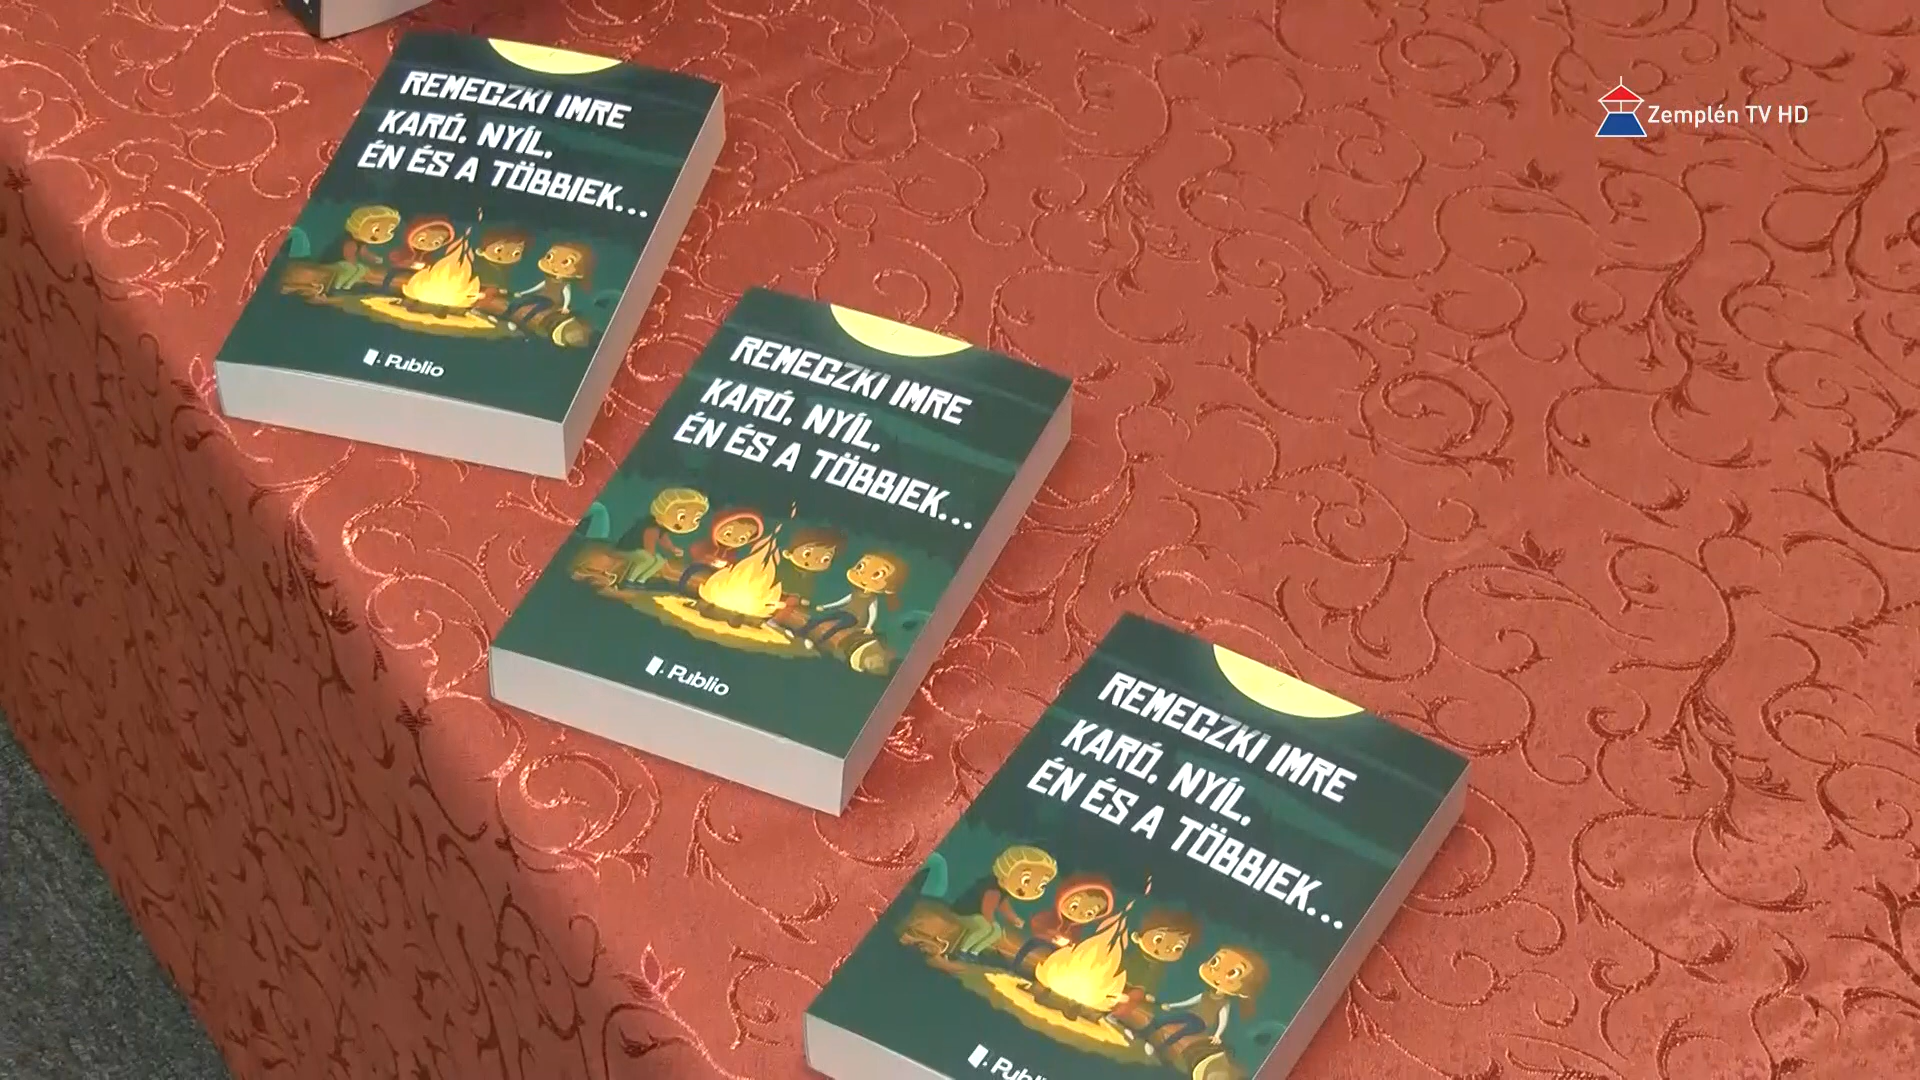 Zemplén TV HD
REMECZKI IMRE
KARÓ, NYÍL,
ÉN ÉS A TÖBBIEK...
Publio
REMECZKI IMRE
KARÓ, NYÍL,
ÉN ÉS A TÖBBIEK...
Publio
REMECZKI IMRE
KARÓ, NYÍL,
ÉN ÉS A TÖBBIEK...
Publio